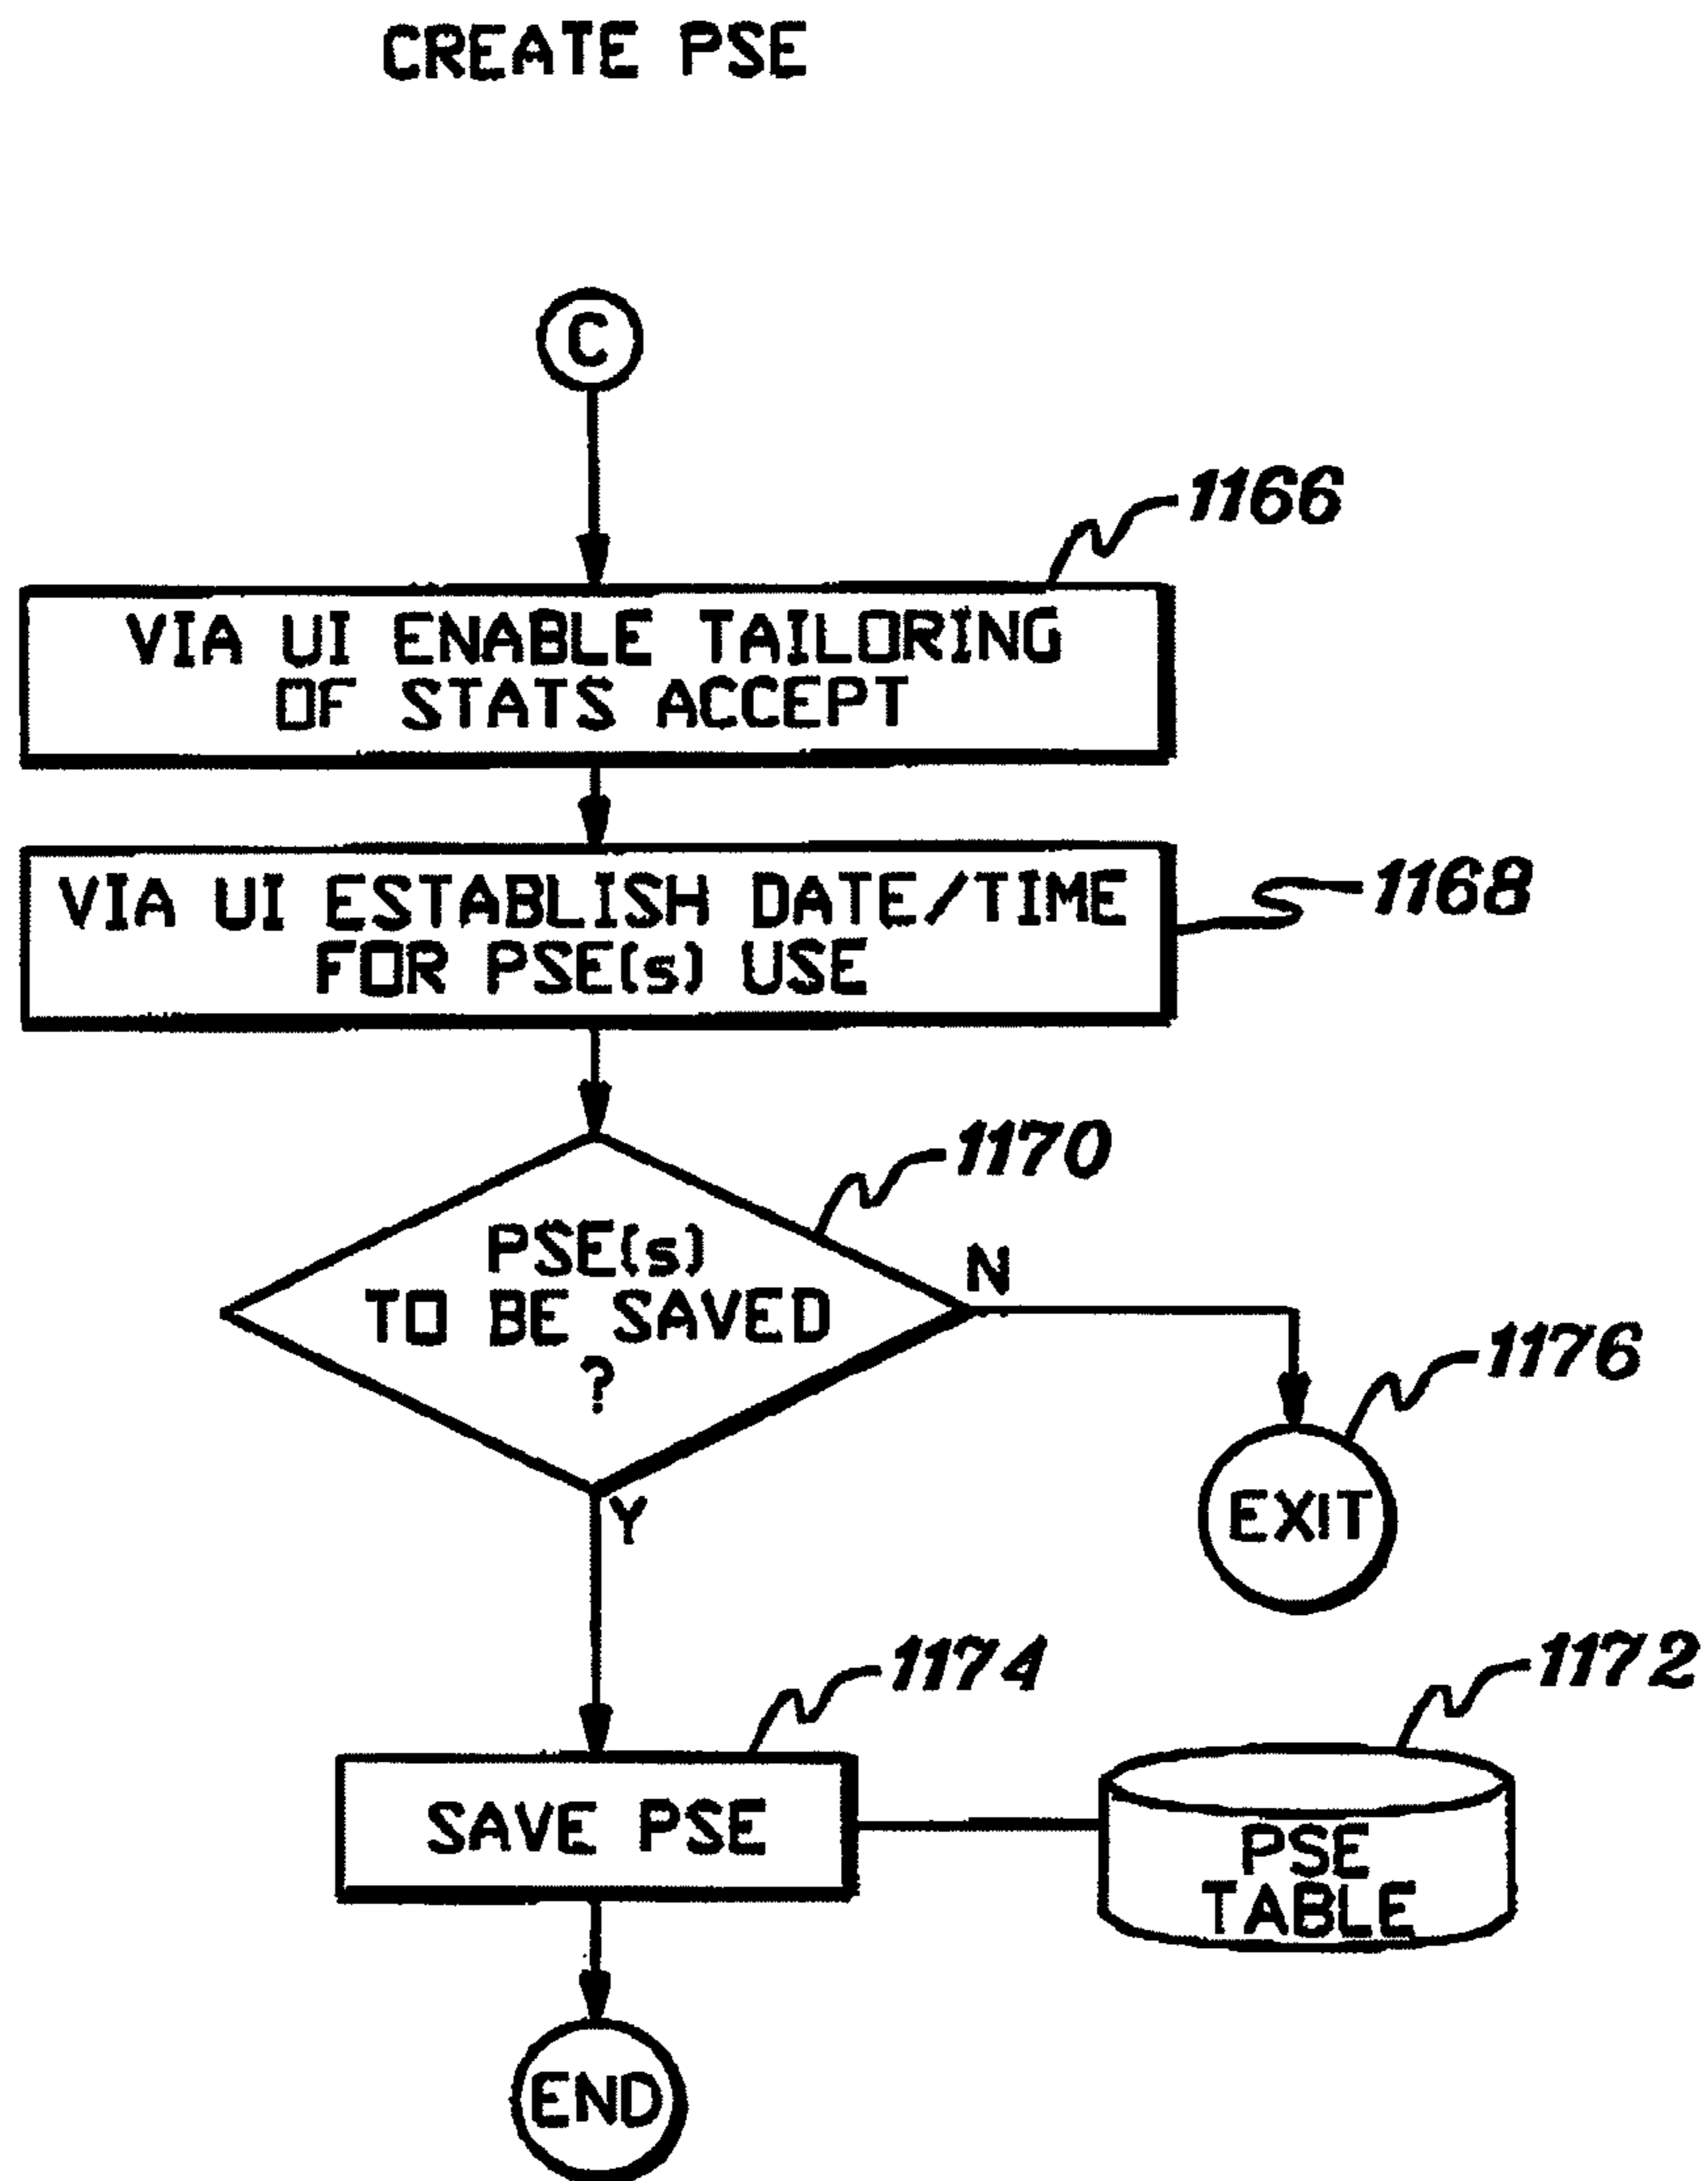 CREATE PSE
C
1166
VIA UI ENABLE TAILORING
OF STATS ACCEPT
VIA UI ESTABLISH DATE/TIME
FOR PSE(s) USE
1168
1170
PSE(s)
TO BE SAVED
?
N
Y
1176
EXIT
1174
SAVE PSE
1172
PSE
TABLE
END